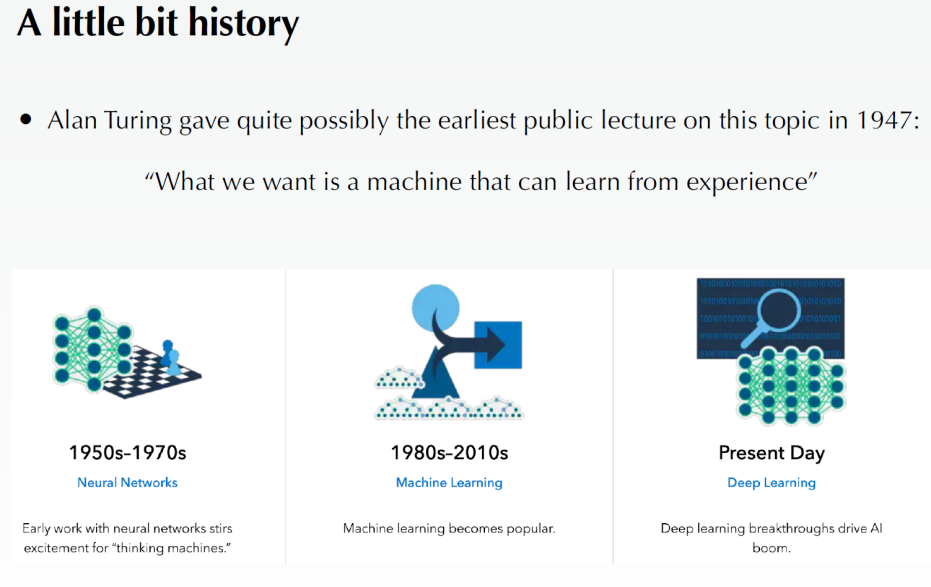 A little bit history
• Alan Turing gave quite possibly the earliest public lecture on this topic in 1947:
“What we want is a machine that can learn from experience”
1950s–1970s
Neural Networks
Early work with neural networks stirs
excitement for “thinking machines.”
1980s–2010s
Machine Learning
Machine learning becomes popular.
Present Day
Deep Learning
Deep learning breakthroughs drive AI
boom.